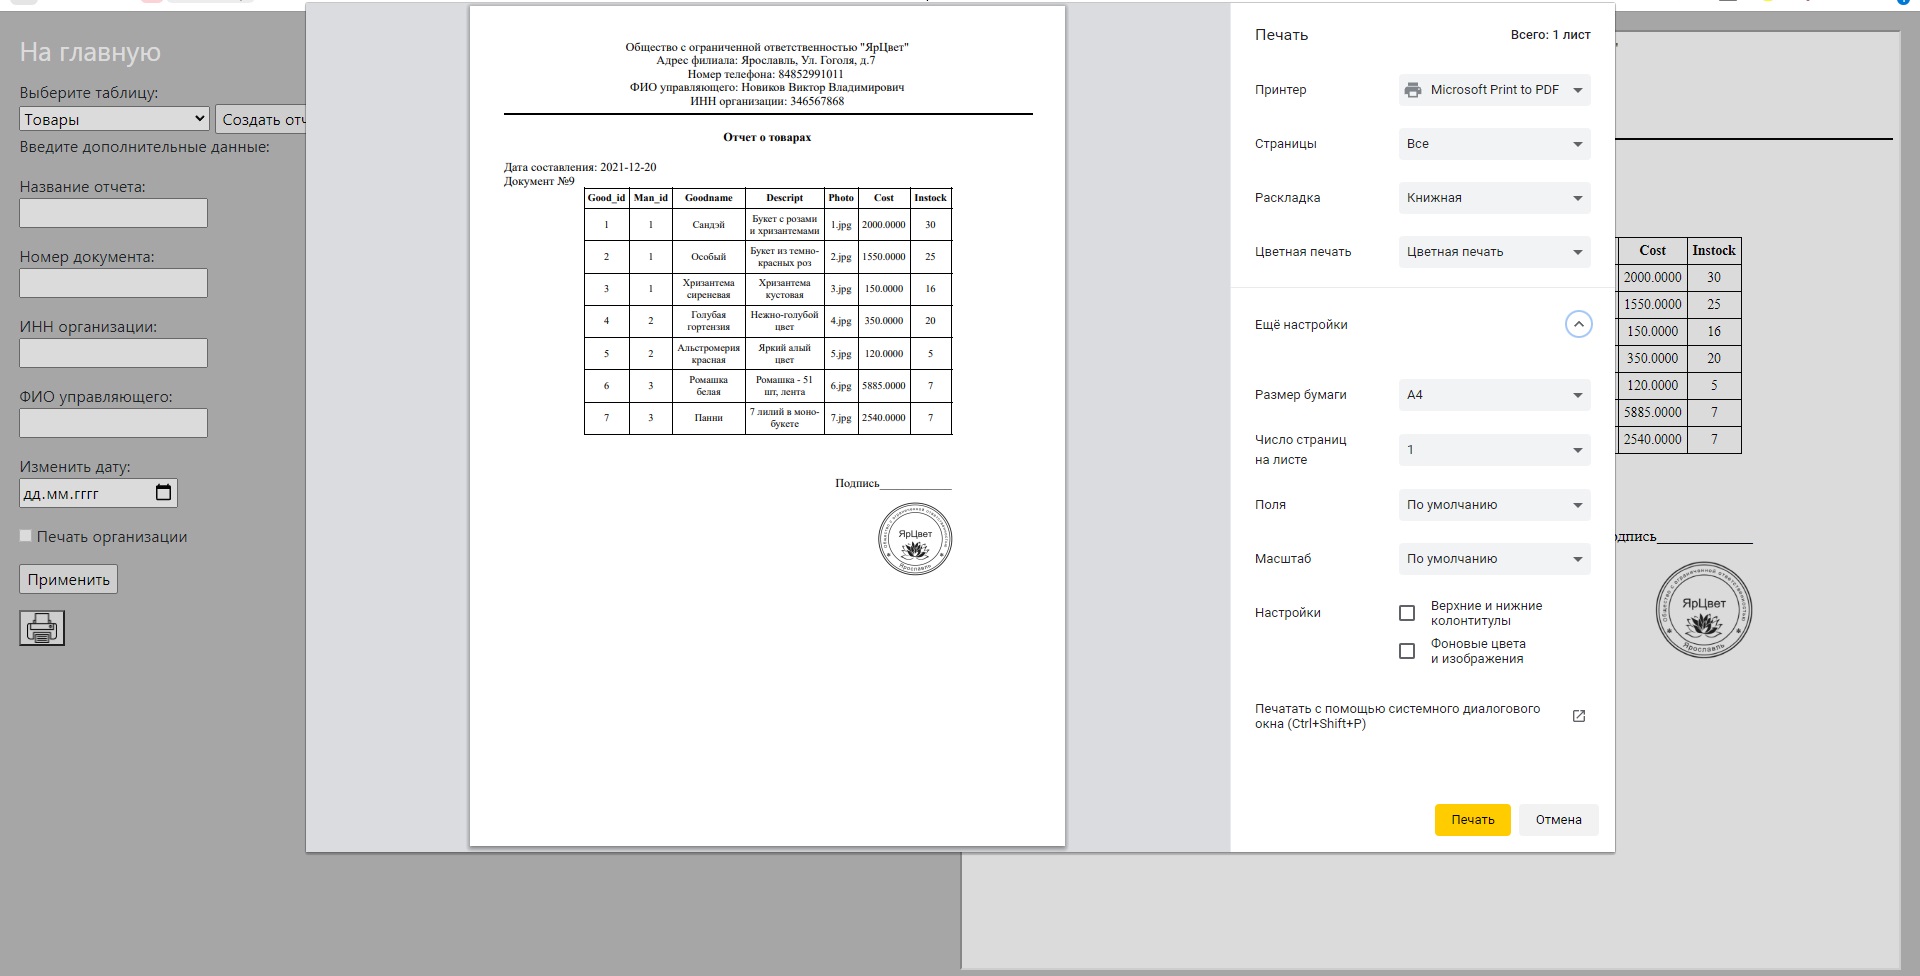 На главную
Выберите таблицу:
Товары
Создать отч
Введите дополнительные данные:
Название отчета:
Номер документа:
ИНН организации:
ФИО управляющего:
Изменить дату:
дд.мм.гггг
Печать организации
Применить
Общество с ограниченной ответственностью "ЯрЦвет"
Адрес филиала: Ярославль, Ул. Гоголя, д.7
Номер телефона: 84852991011
ФИО управляющего: Новиков Виктор Владимирович
ИНН организации: 346567868
Отчет о товарах
Дата составления: 2021-12-20
Документ №9
Good_id Man_id Goodname Descript Photo Cost Instock
1 1 Сандэй Букет с розами и хризантемами 1.jpg 2000.0000 30
2 1 Особый Букет из темно-красных роз 2.jpg 1550.0000 25
3 1 Хризантема сиреневая Хризантема кустовая 3.jpg 150.0000 16
4 2 Голубая гортензия Нежно-голубой цвет 4.jpg 350.0000 20
5 2 Альстромерия красная Яркий алый цвет 5.jpg 120.0000 5
6 3 Ромашка белая Ромашка - 51 шт, лента 6.jpg 5885.0000 7
7 3 Панни 7 лилий в моно-букете 7.jpg 2540.0000 7
Подпись____________
Общество с ограниченной ответственностью
ЯрЦвет
Ярославль
Печать
Всего: 1 лист
Принтер
Microsoft Print to PDF
Страницы
Все
Раскладка
Книжная
Цветная печать
Цветная печать
Ещё настройки
Размер бумаги
A4
Число страниц
на листе
1
Поля
По умолчанию
Масштаб
По умолчанию
Настройки
Верхние и нижние
колонтитулы
Фоновые цвета
и изображения
Печатать с помощью системного диалогового
окна (Ctrl+Shift+P)
Печать
Отмена
Cost Instock
2000.0000 30
1550.0000 25
150.0000 16
350.0000 20
120.0000 5
5885.0000 7
2540.0000 7
дпись____________
Общество с ограниченной ответственностью
ЯрЦвет
Ярославль